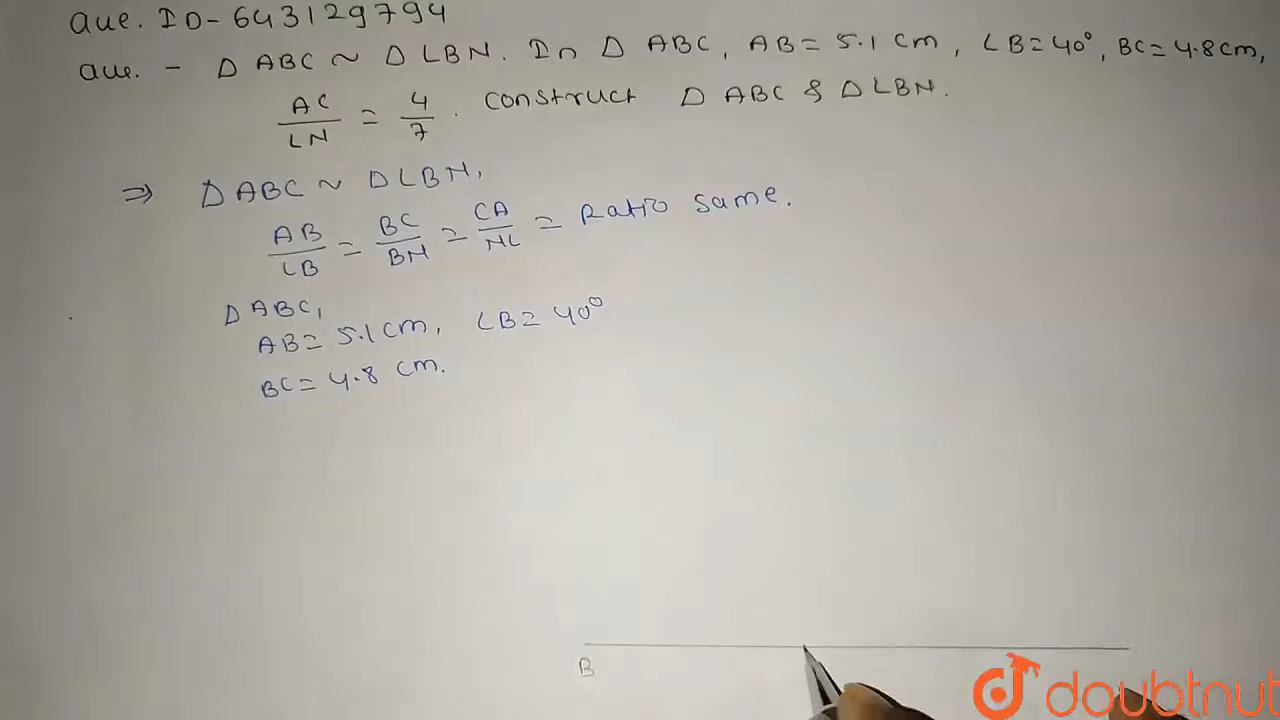 Que. ID- 643129794
Que. - Δ ABC ~ Δ LBN. In Δ ABC, AB = 5.1 cm, ∠B = 40°, BC = 4.8 cm,
AC/LN = 4/7. Construct Δ ABC & Δ LBN.
⇒ Δ ABC ~ Δ LBN,
AB/LB = BC/BN = CA/NL = Ratio same.
Δ ABC,
AB = 5.1 cm, ∠B = 40°
BC = 4.8 cm.
B
doubtnut